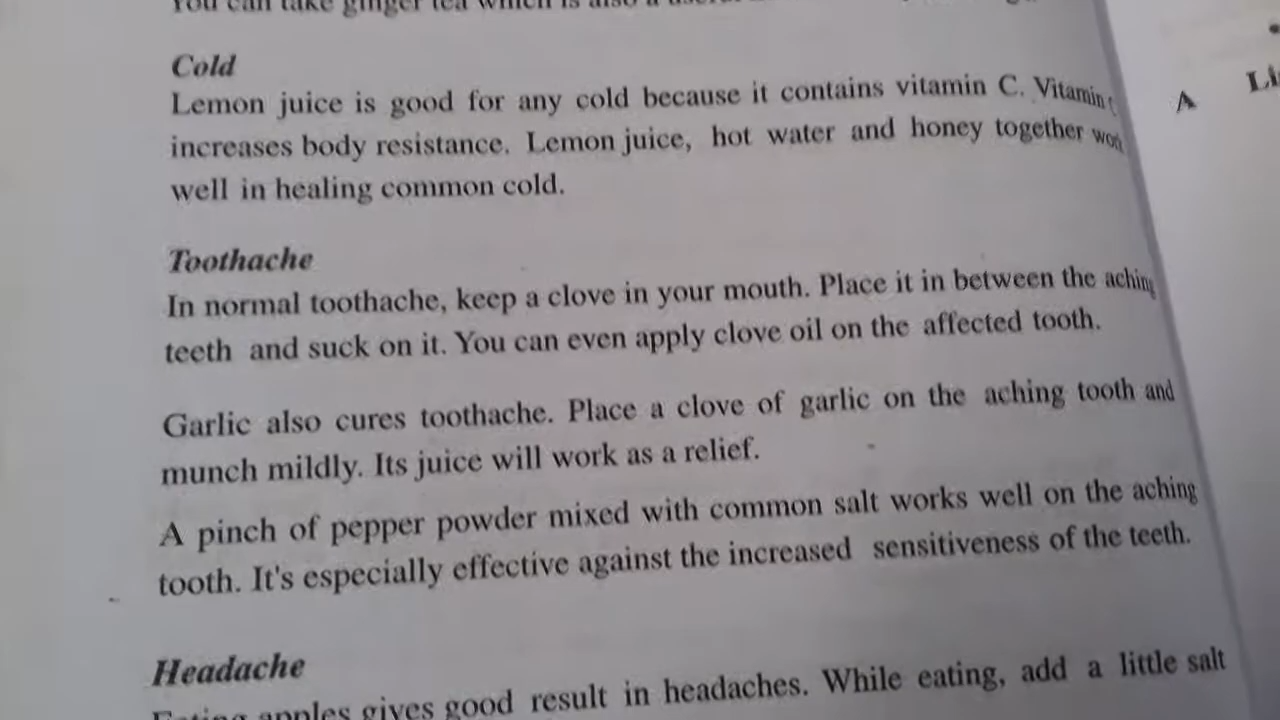 You can take ginger tea which is also a
Cold
Lemon juice is good for any cold because it contains vitamin C. Vitamin
increases body resistance. Lemon juice, hot water and honey together
well in healing common cold.
Toothache
In normal toothache, keep a clove in your mouth. Place it in between the aching
teeth and suck on it. You can even apply clove oil on the affected tooth.
Garlic also cures toothache. Place a clove of garlic on the aching tooth and
munch mildly. Its juice will work as a relief.
A pinch of pepper powder mixed with common salt works well on the aching
tooth. It's especially effective against the increased sensitiveness of the teeth.
Headache
Eating apples gives good result in headaches. While eating, add a little salt
A